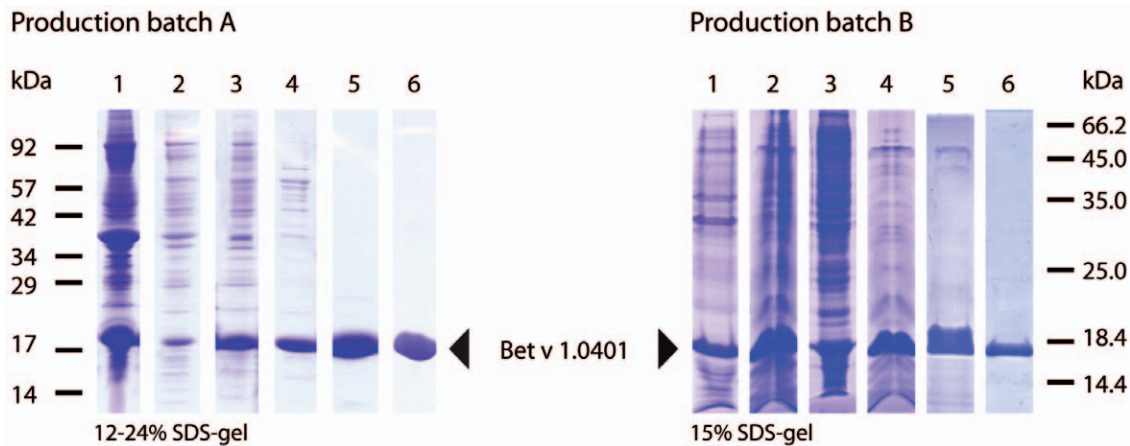 Production batch A
Production batch B
kDa 1 2 3 4 5 6
1 2 3 4 5 6 kDa
92
57
42
34
29
17
14
Bet v 1.0401
66.2
45.0
35.0
25.0
18.4
14.4
12-24% SDS-gel
15% SDS-gel